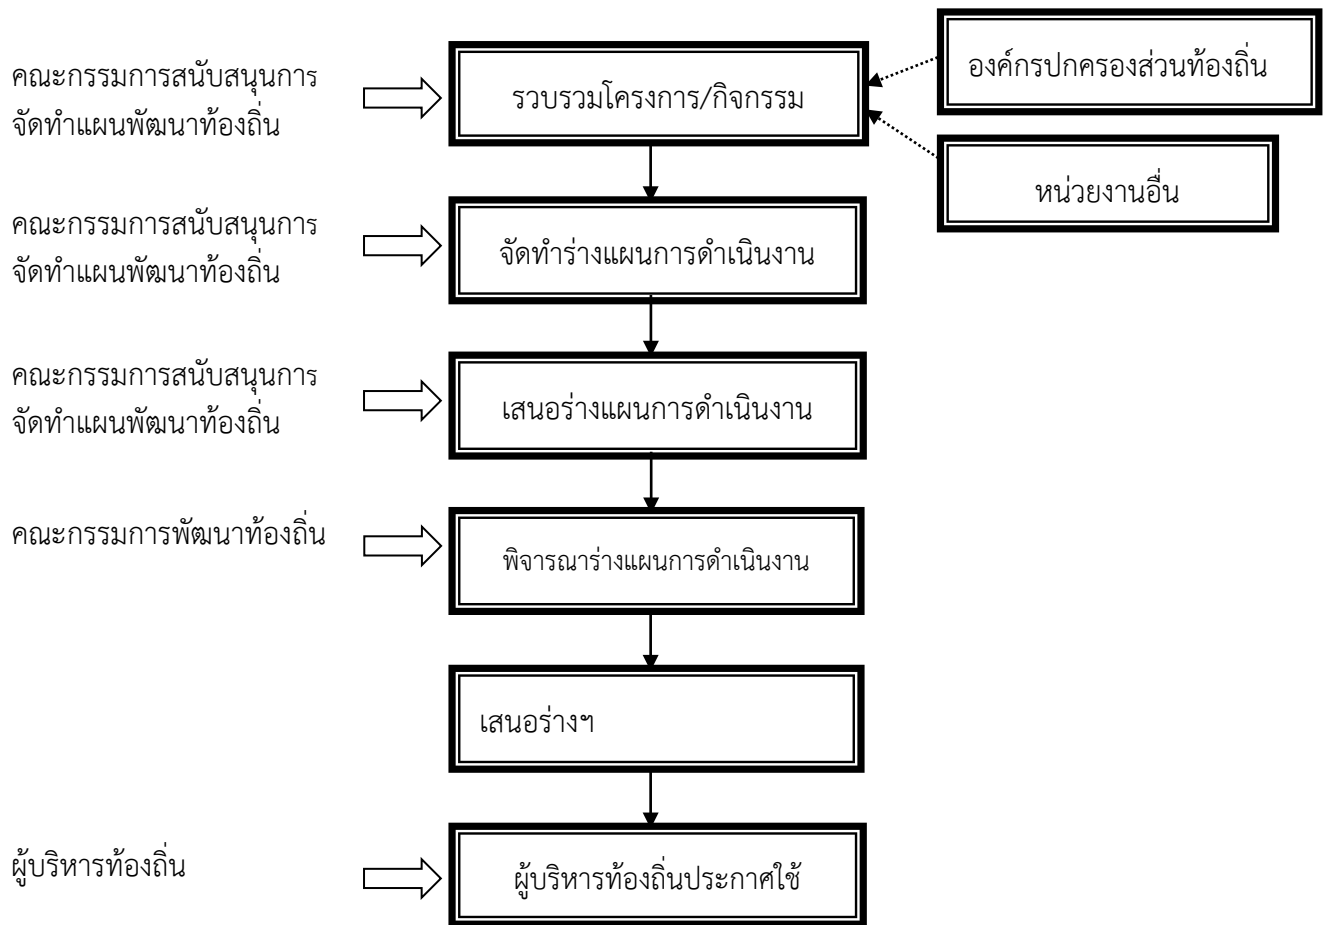 คณะกรรมการสนับสนุนการ
จัดทำแผนพัฒนาท้องถิ่น
รวบรวมโครงการ/กิจกรรม
องค์กรปกครองส่วนท้องถิ่น
หน่วยงานอื่น
คณะกรรมการสนับสนุนการ
จัดทำแผนพัฒนาท้องถิ่น
จัดทำร่างแผนการดำเนินงาน
คณะกรรมการสนับสนุนการ
จัดทำแผนพัฒนาท้องถิ่น
เสนอร่างแผนการดำเนินงาน
คณะกรรมการพัฒนาท้องถิ่น
พิจารณาร่างแผนการดำเนินงาน
เสนอร่างฯ
ผู้บริหารท้องถิ่น
ผู้บริหารท้องถิ่นประกาศใช้